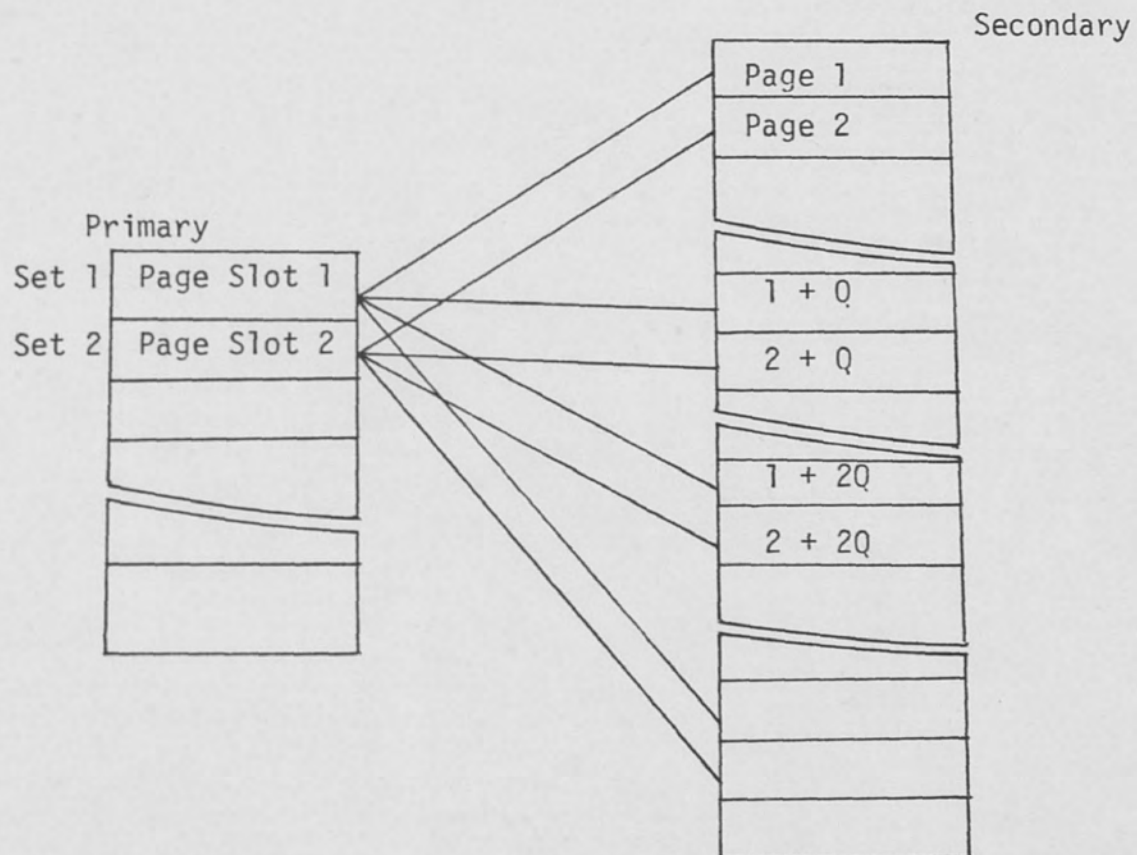 Secondary
Page 1
Page 2
Primary
Set 1 Page Slot 1
Set 2 Page Slot 2
1 + Q
2 + Q
1 + 2Q
2 + 2Q